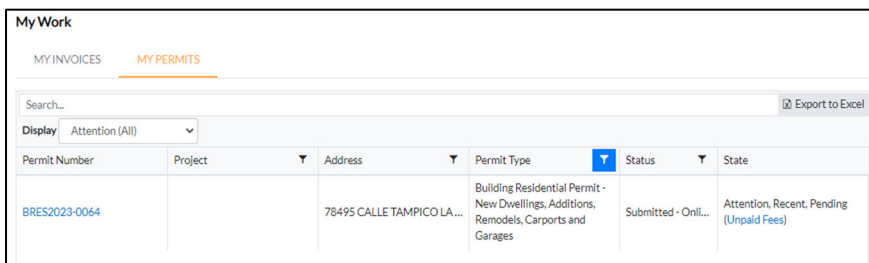 My Work
MY INVOICES MY PERMITS
Search... Export to Excel
Display Attention (All)
Permit Number Project Address Permit Type Status State
Building Residential Permit -
New Dwellings, Additions,
Remodels, Carports and
Garages
BRES2023-0064 78495 CALLE TAMPICO LA ... Submitted - Onli... Attention, Recent, Pending
(Unpaid Fees)